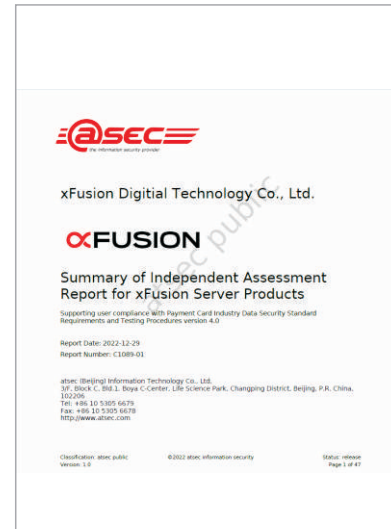 @sec
the information security provider
xFusion Digitial Technology Co., Ltd.
XFUSION
atsec public
Summary of Independent Assessment
Report for xFusion Server Products
Supporting user compliance with Payment Card Industry Data Security Standard
Requirements and Testing Procedures version 4.0
Report Date: 2022-12-29
Report Number: C1089-01
atsec (Beijing) Information Technology Co., Ltd.
3/F, Block C, Bld.1, Boya C-Center, Life Science Park, Changping District, Beijing, P.R. China,
102206
Tel: +86 10 5305 6679
Fax: +86 10 5305 6678
http://www.atsec.com
Classification: atsec public ©2022 atsec information security Status: release
Version: 1.0 Page 1 of 47